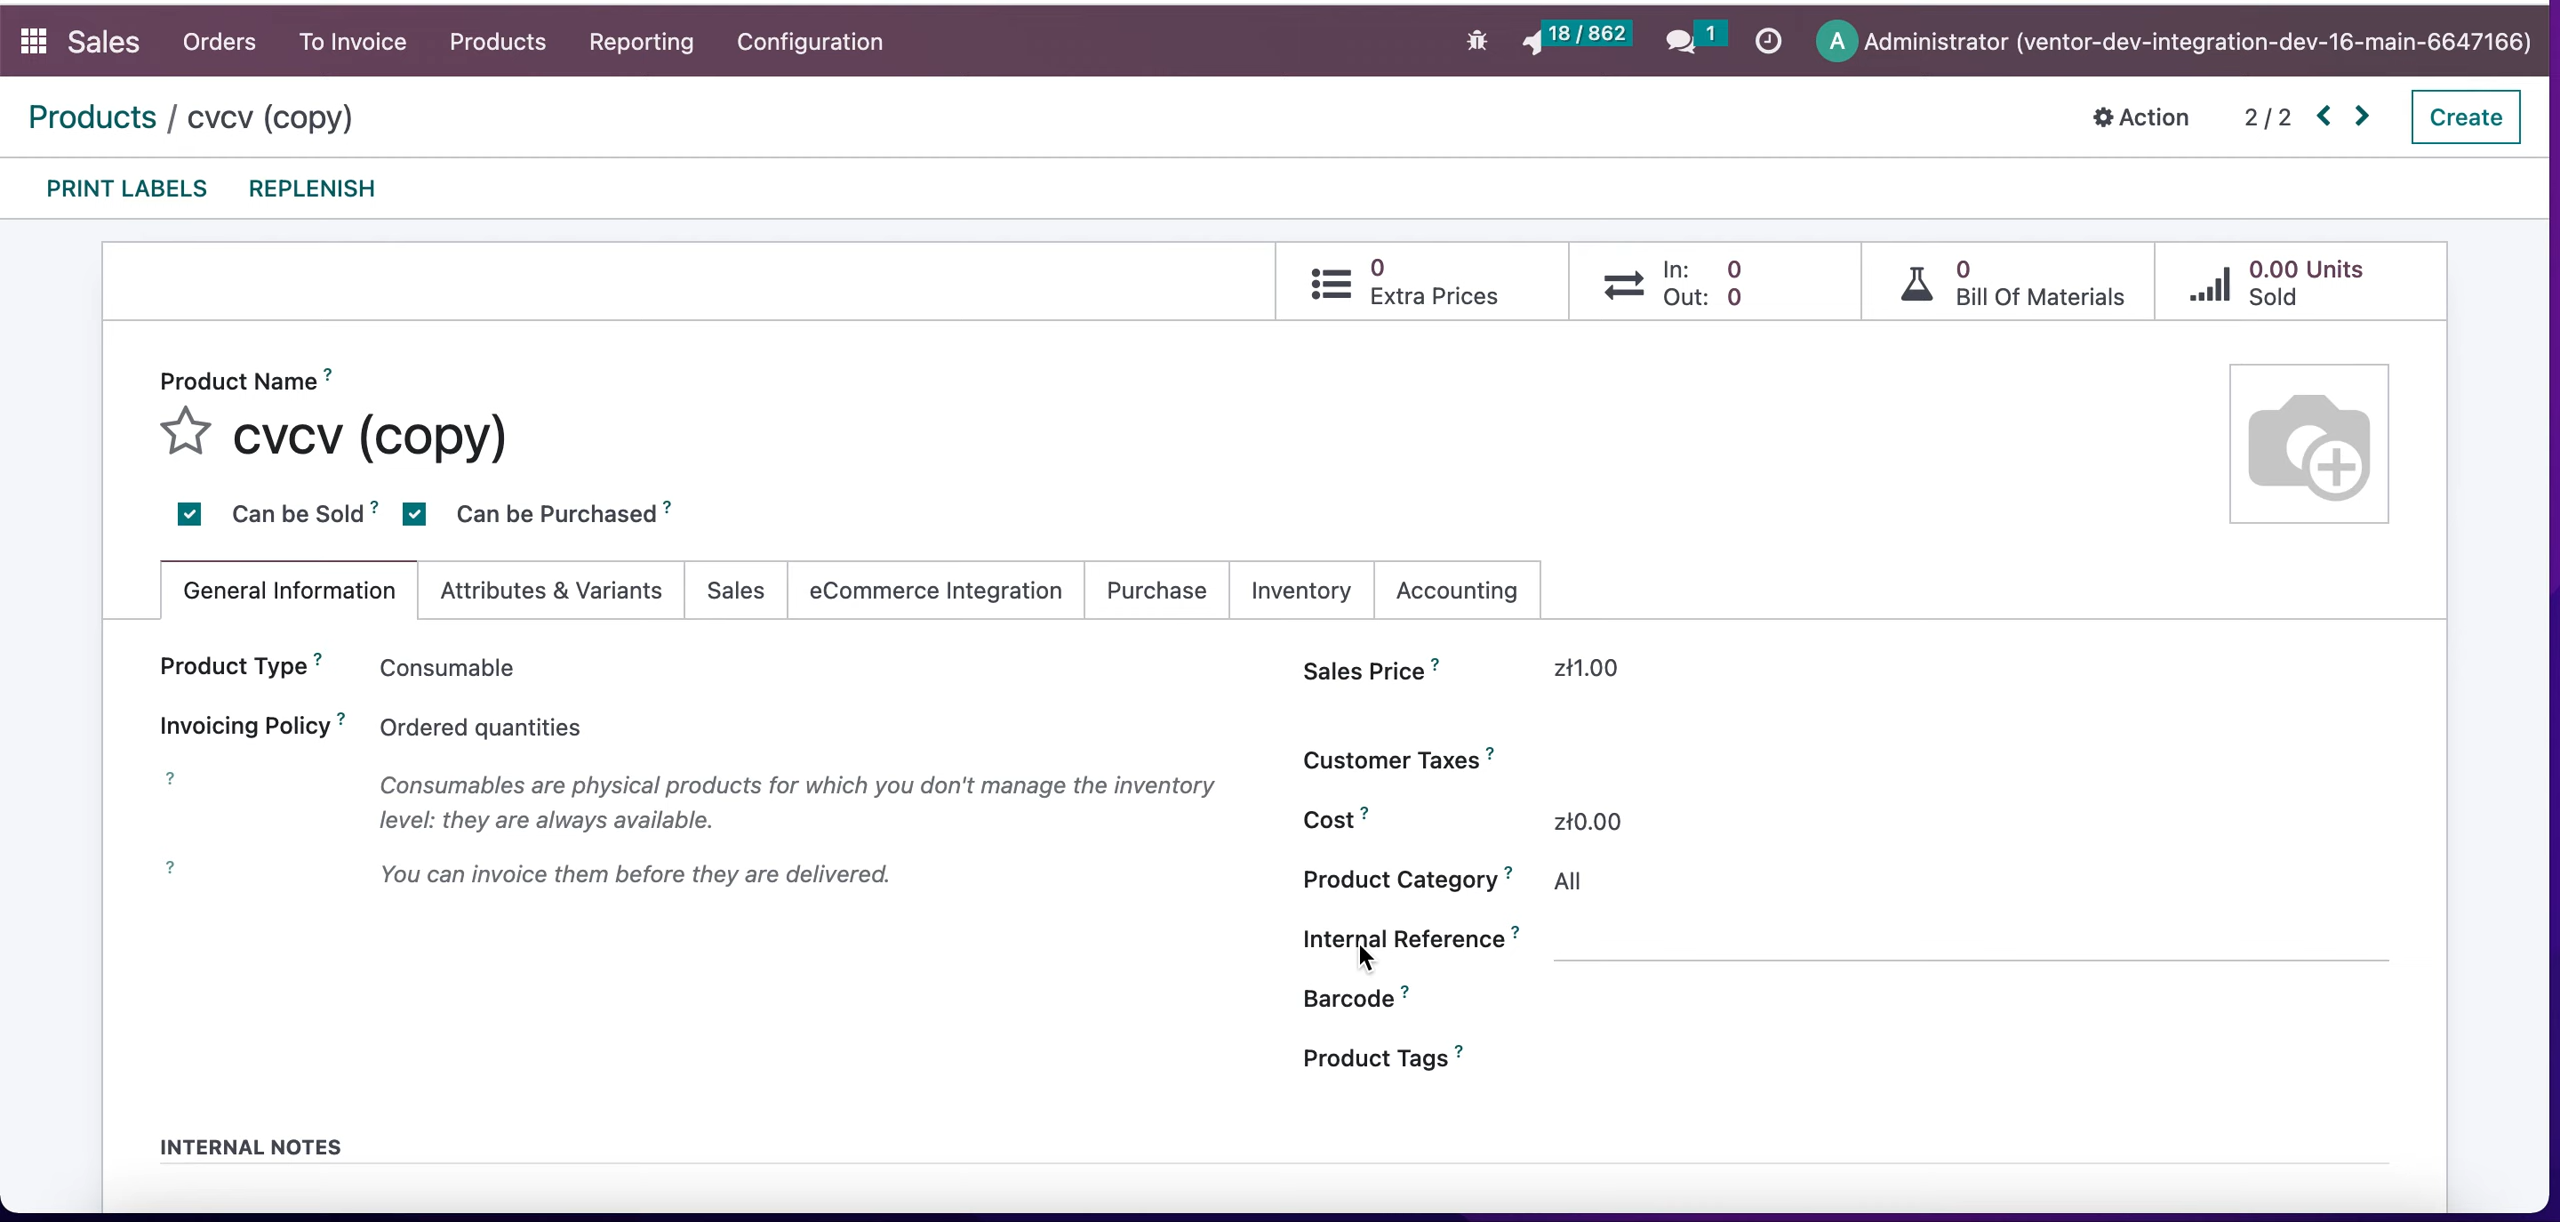 Sales Orders To Invoice Products Reporting Configuration 18 / 862 1 A Administrator (ventor-dev-integration-dev-16-main-6647166)
Products / cvcv (copy) Action 2 / 2 Create
PRINT LABELS REPLENISH
0 Extra Prices
In: 0
Out: 0
0 Bill Of Materials
0.00 Units
Sold
Product Name ?
cvcv (copy)
Can be Sold ? Can be Purchased ?
General Information Attributes & Variants Sales eCommerce Integration Purchase Inventory Accounting
Product Type ? Consumable
Invoicing Policy ? Ordered quantities
? Consumables are physical products for which you don't manage the inventory
level: they are always available.
? You can invoice them before they are delivered.
Sales Price ? zł1.00
Customer Taxes ?
Cost ? zł0.00
Product Category ? All
Internal Reference ?
Barcode ?
Product Tags ?
INTERNAL NOTES